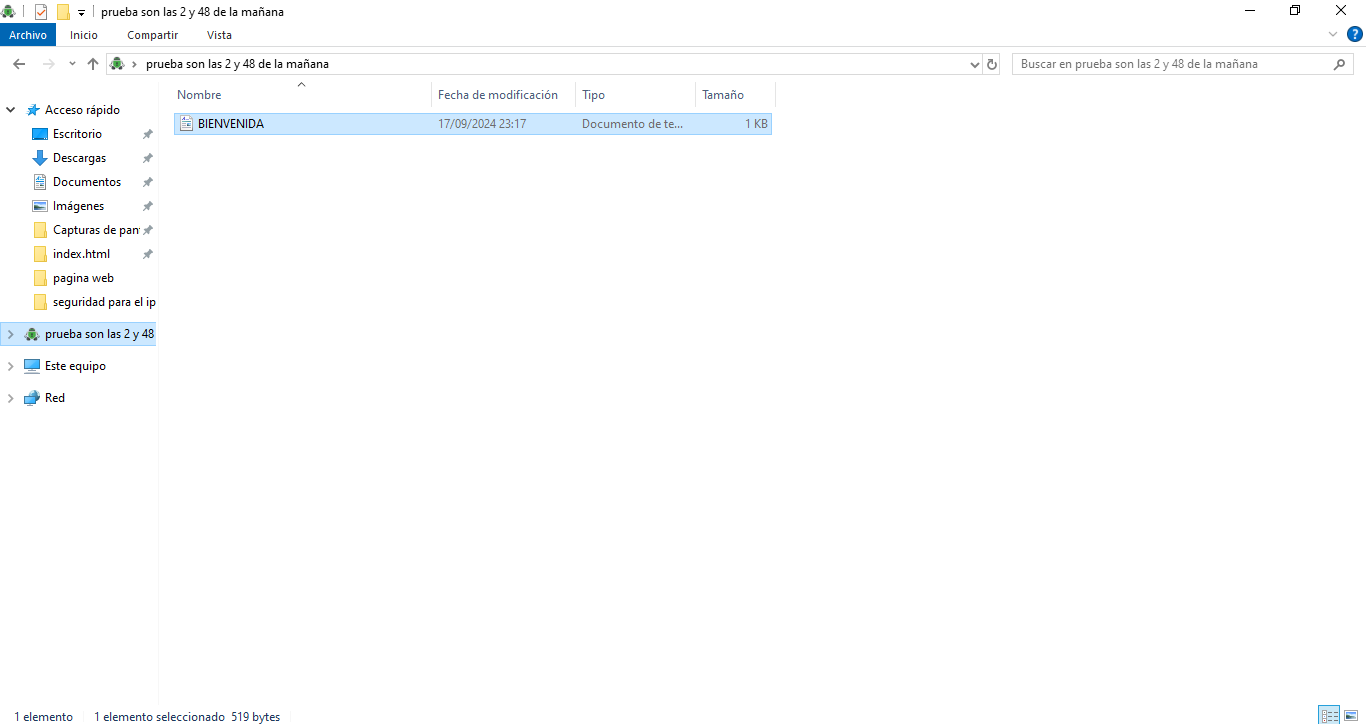 prueba son las 2 y 48 de la mañana
Archivo Inicio Compartir Vista
prueba son las 2 y 48 de la mañana Buscar en prueba son las 2 y 48 de la mañana
Nombre Fecha de modificación Tipo Tamaño
BIENVENIDA 17/09/2024 23:17 Documento de te... 1 KB
Acceso rápido
Escritorio
Descargas
Documentos
Imágenes
Capturas de pan
index.html
pagina web
seguridad para el ip
prueba son las 2 y 48
Este equipo
Red
1 elemento 1 elemento seleccionado 519 bytes